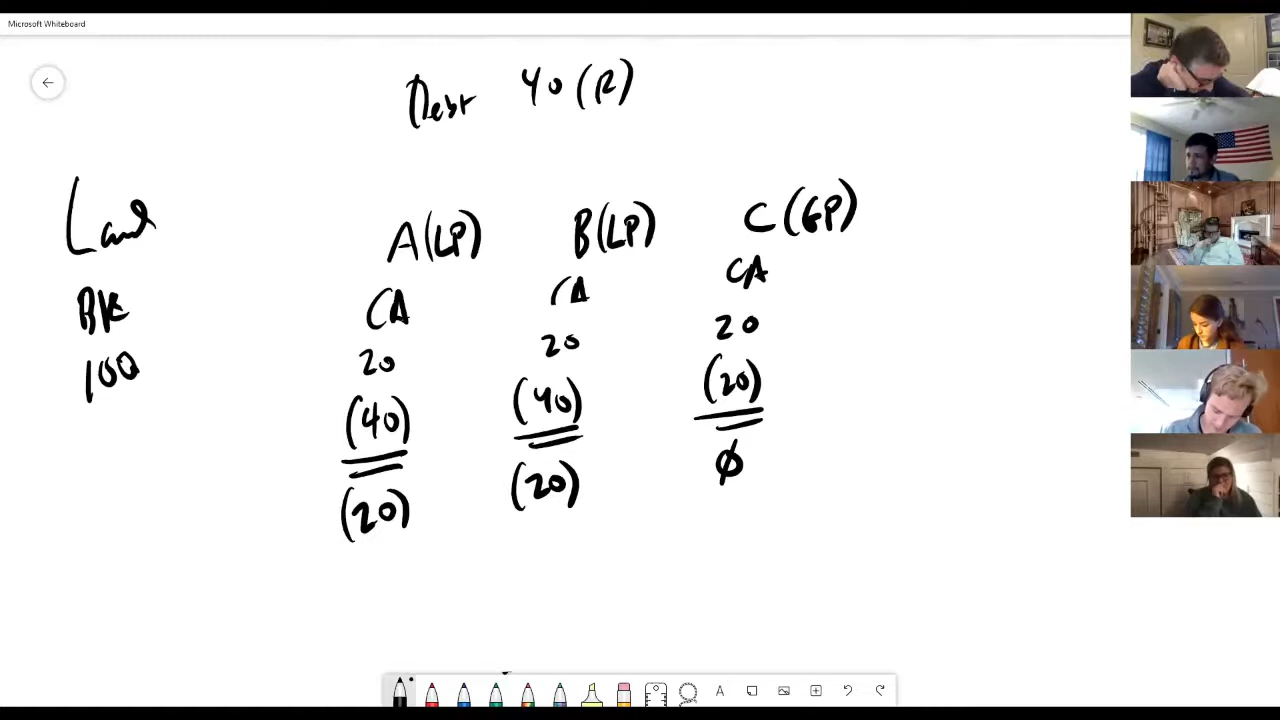 Microsoft Whiteboard
Debt 40 (R)
Land
A(LP) B(LP) C(GP)
BK CA CA CA
100 20 20 20
(40) (40) (20)
(20) (20) ϕ
A